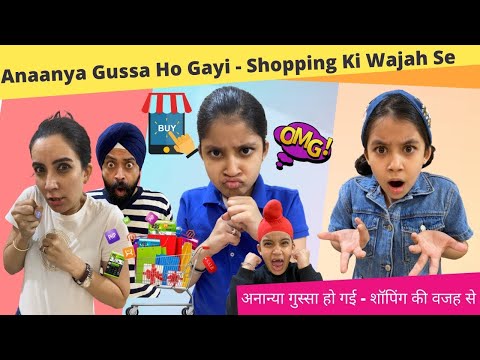 Anaanya Gussa Ho Gayi - Shopping Ki Wajah Se
BUY
OMG!
अनान्या गुस्सा हो गई - शॉपिंग की वजह से